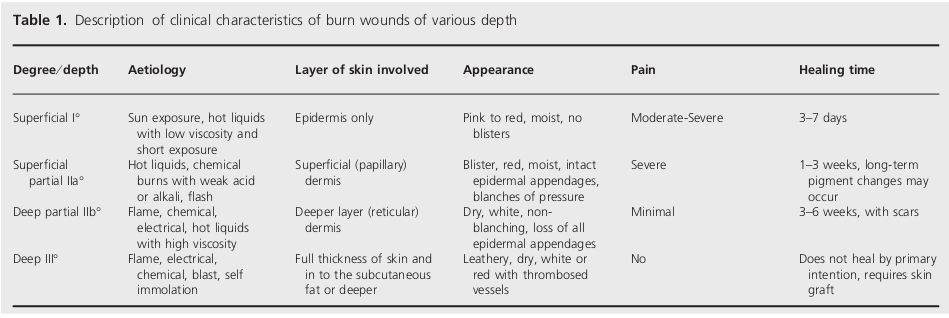 Table 1. Description of clinical characteristics of burn wounds of various depth
Degree/depth Aetiology Layer of skin involved Appearance Pain Healing time
Superficial I° Sun exposure, hot liquids Epidermis only Pink to red, moist, no Moderate-Severe 3–7 days
with low viscosity and blisters
short exposure
Superficial Hot liquids, chemical Superficial (papillary) Blister, red, moist, intact Severe 1–3 weeks, long-term
partial IIa° burns with weak acid dermis epidermal appendages, pigment changes may
or alkali, flash blanches of pressure occur
Deep partial IIb° Flame, chemical, Deeper layer (reticular) Dry, white, non- Minimal 3–6 weeks, with scars
electrical, hot liquids dermis blanching, loss of all
with high viscosity epidermal appendages
Deep III° Flame, electrical, Full thickness of skin and Leathery, dry, white or No Does not heal by primary
chemical, blast, self in to the subcutaneous red with thrombosed intention, requires skin
immolation fat or deeper vessels graft